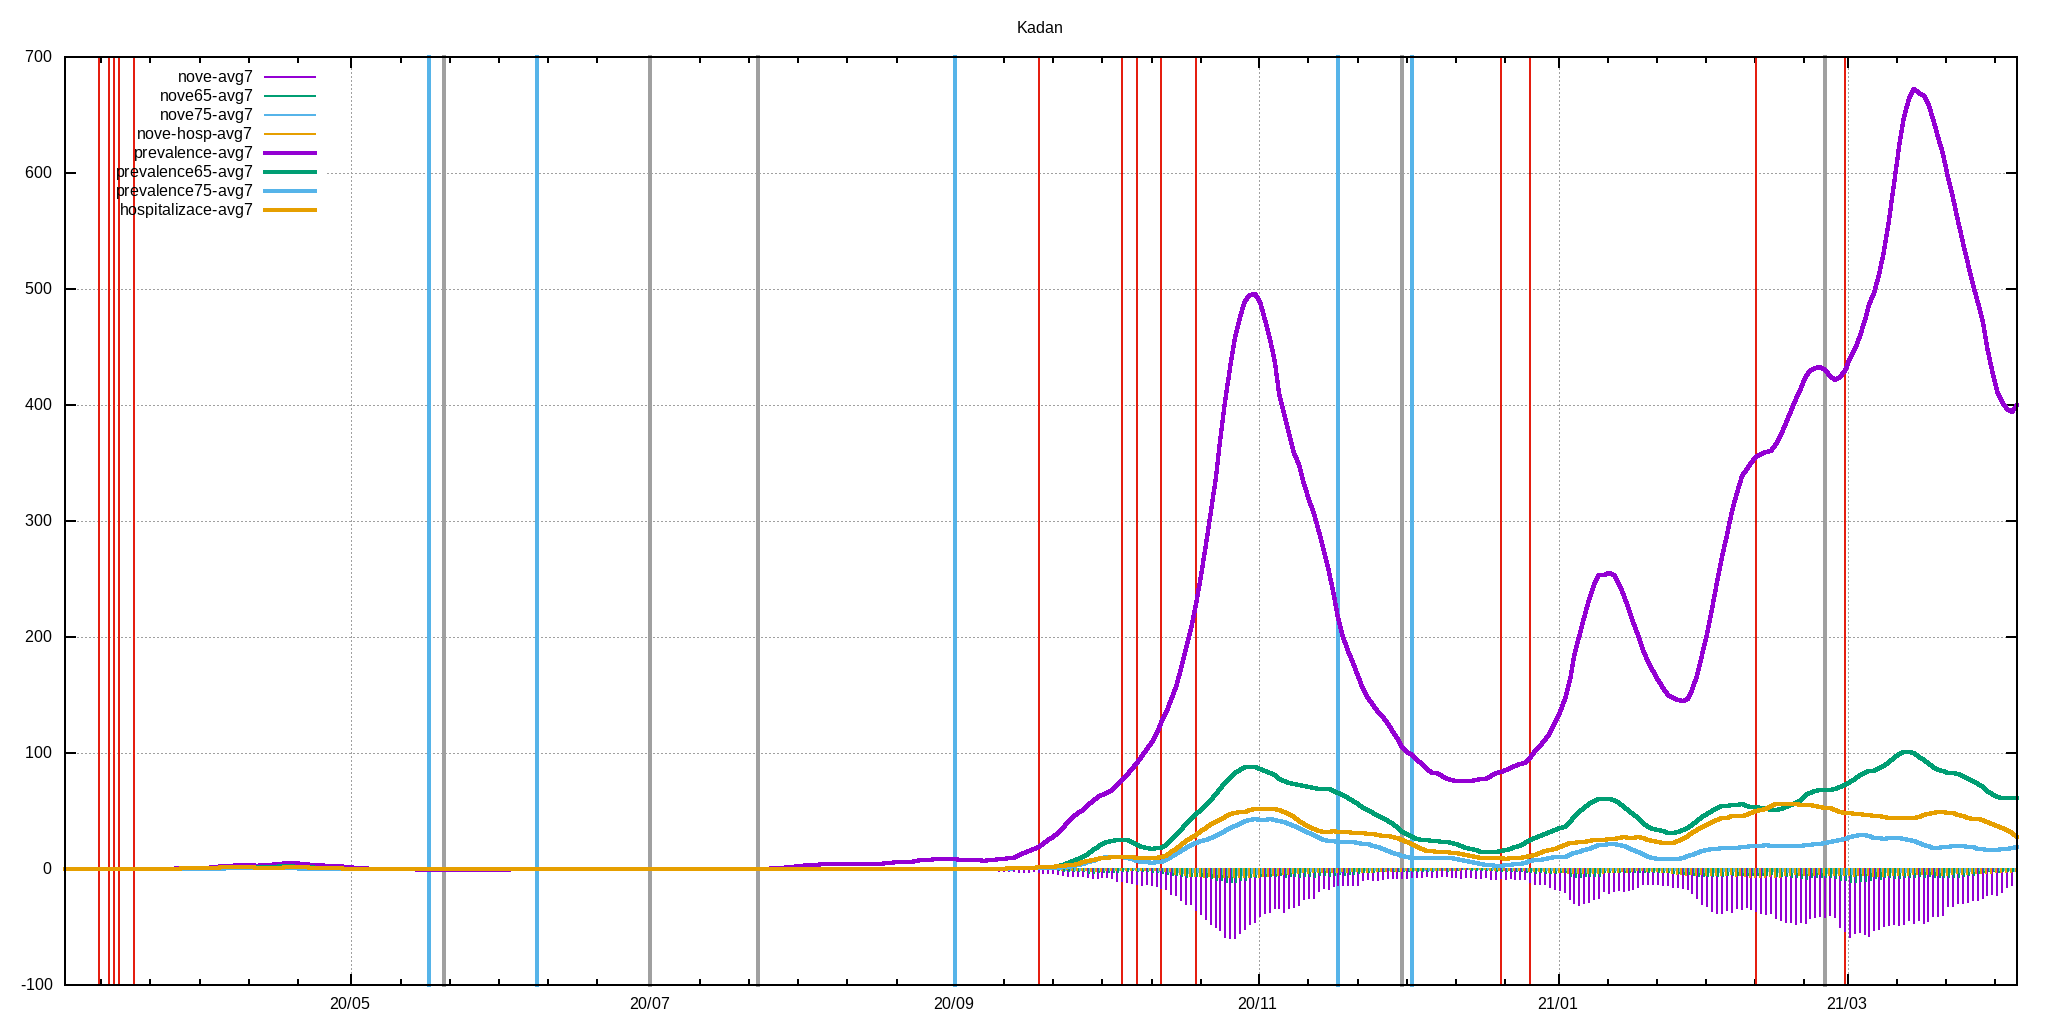 Kadan
700
600
500
400
300
200
100
0
-100
nove-avg7
nove65-avg7
nove75-avg7
nove-hosp-avg7
prevalence-avg7
prevalence65-avg7
prevalence75-avg7
hospitalizace-avg7
20/05 20/07 20/09 20/11 21/01 21/03